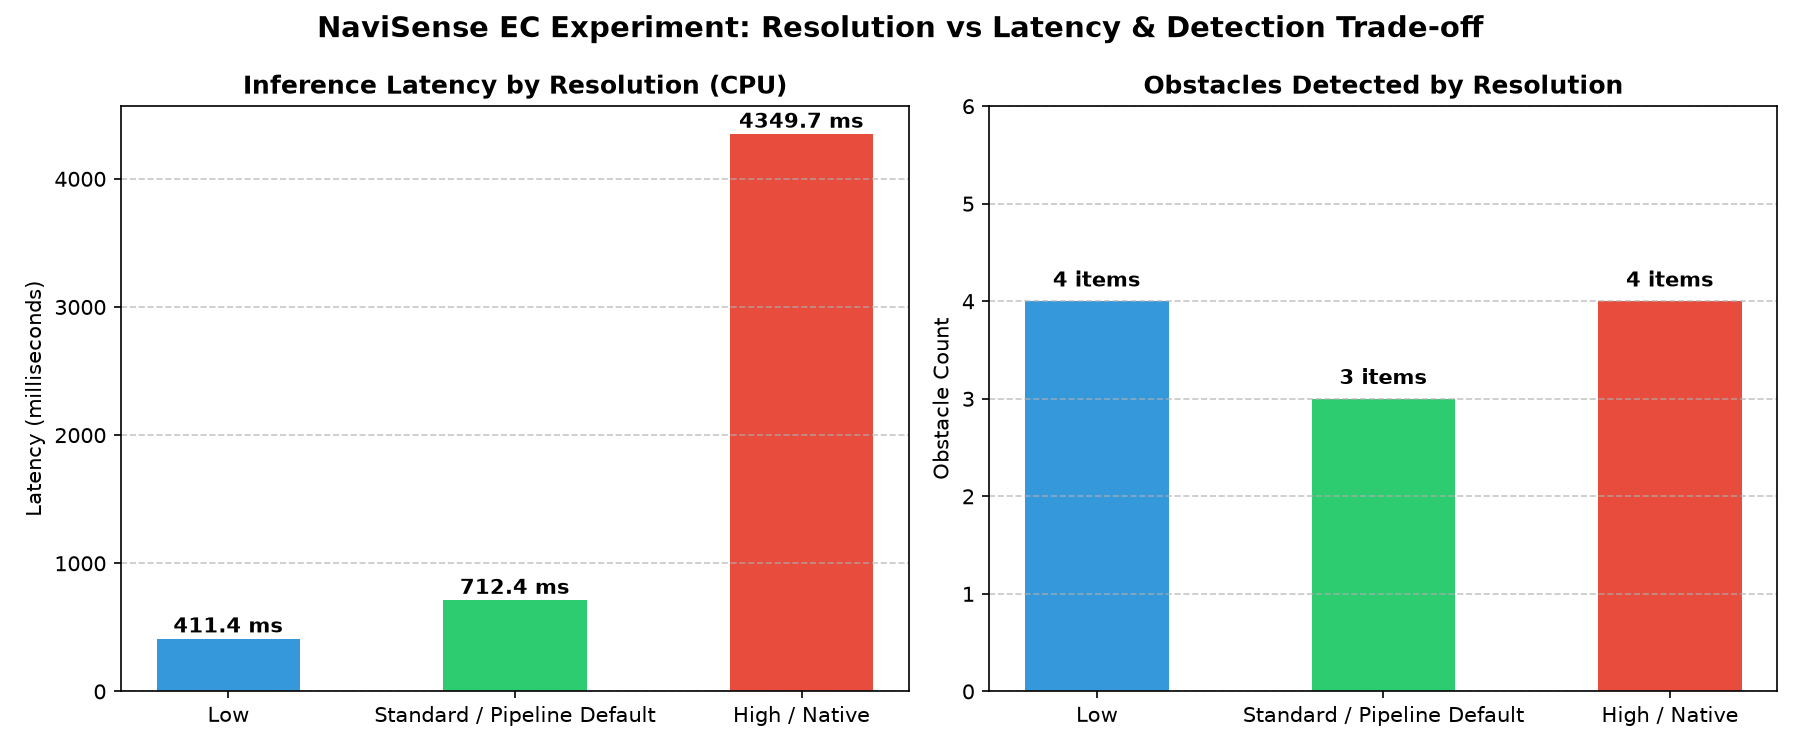 NaviSense EC Experiment: Resolution vs Latency & Detection Trade-off
Inference Latency by Resolution (CPU)
Latency (milliseconds)
4000
3000
2000
1000
0
411.4 ms
712.4 ms
4349.7 ms
Low
Standard / Pipeline Default
High / Native
Obstacles Detected by Resolution
Obstacle Count
6
5
4
3
2
1
0
4 items
3 items
4 items
Low
Standard / Pipeline Default
High / Native